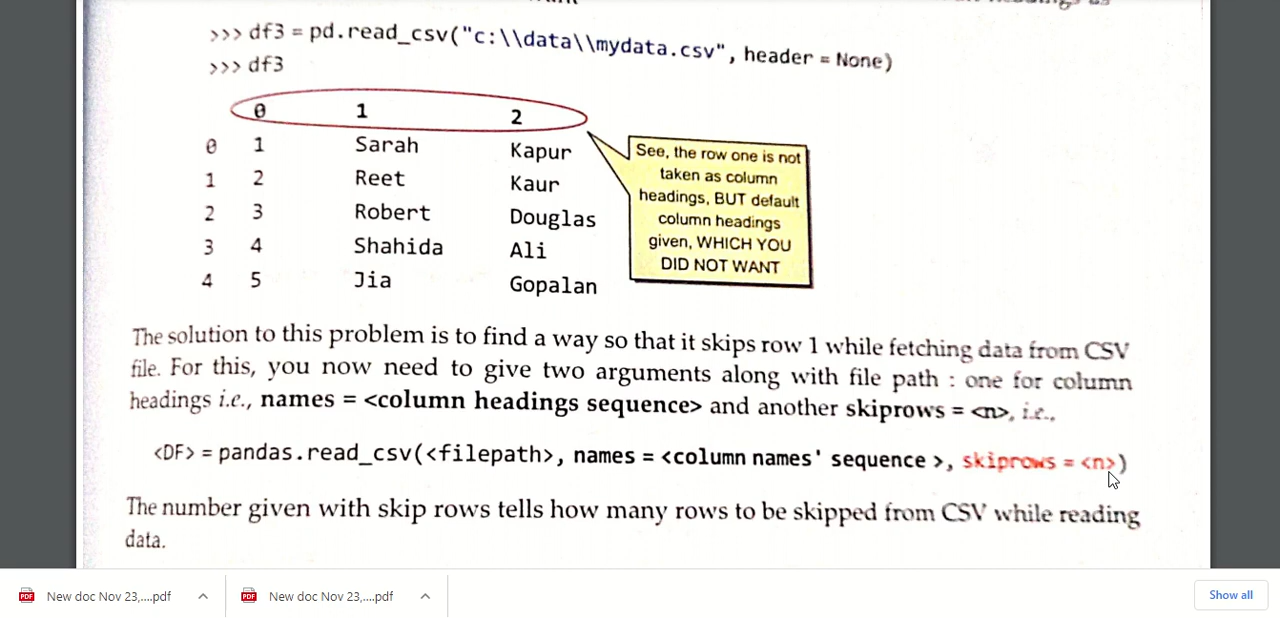 >>> df3 = pd.read_csv("c:\\data\\mydata.csv", header = None)
>>> df3
0 1 2
0 1 Sarah Kapur
1 2 Reet Kaur
2 3 Robert Douglas
3 4 Shahida Ali
4 5 Jia Gopalan
See, the row one is not
taken as column
headings, BUT default
column headings
given, WHICH YOU
DID NOT WANT
The solution to this problem is to find a way so that it skips row 1 while fetching data from CSV
file. For this, you now need to give two arguments along with file path : one for column
headings i.e., names = <column headings sequence> and another skiprows = <n>, i.e.,
<DF> = pandas.read_csv(<filepath>, names = <column names' sequence >, skiprows = <n>)
The number given with skip rows tells how many rows to be skipped from CSV while reading
data.
New doc Nov 23,....pdf
New doc Nov 23,....pdf
Show all